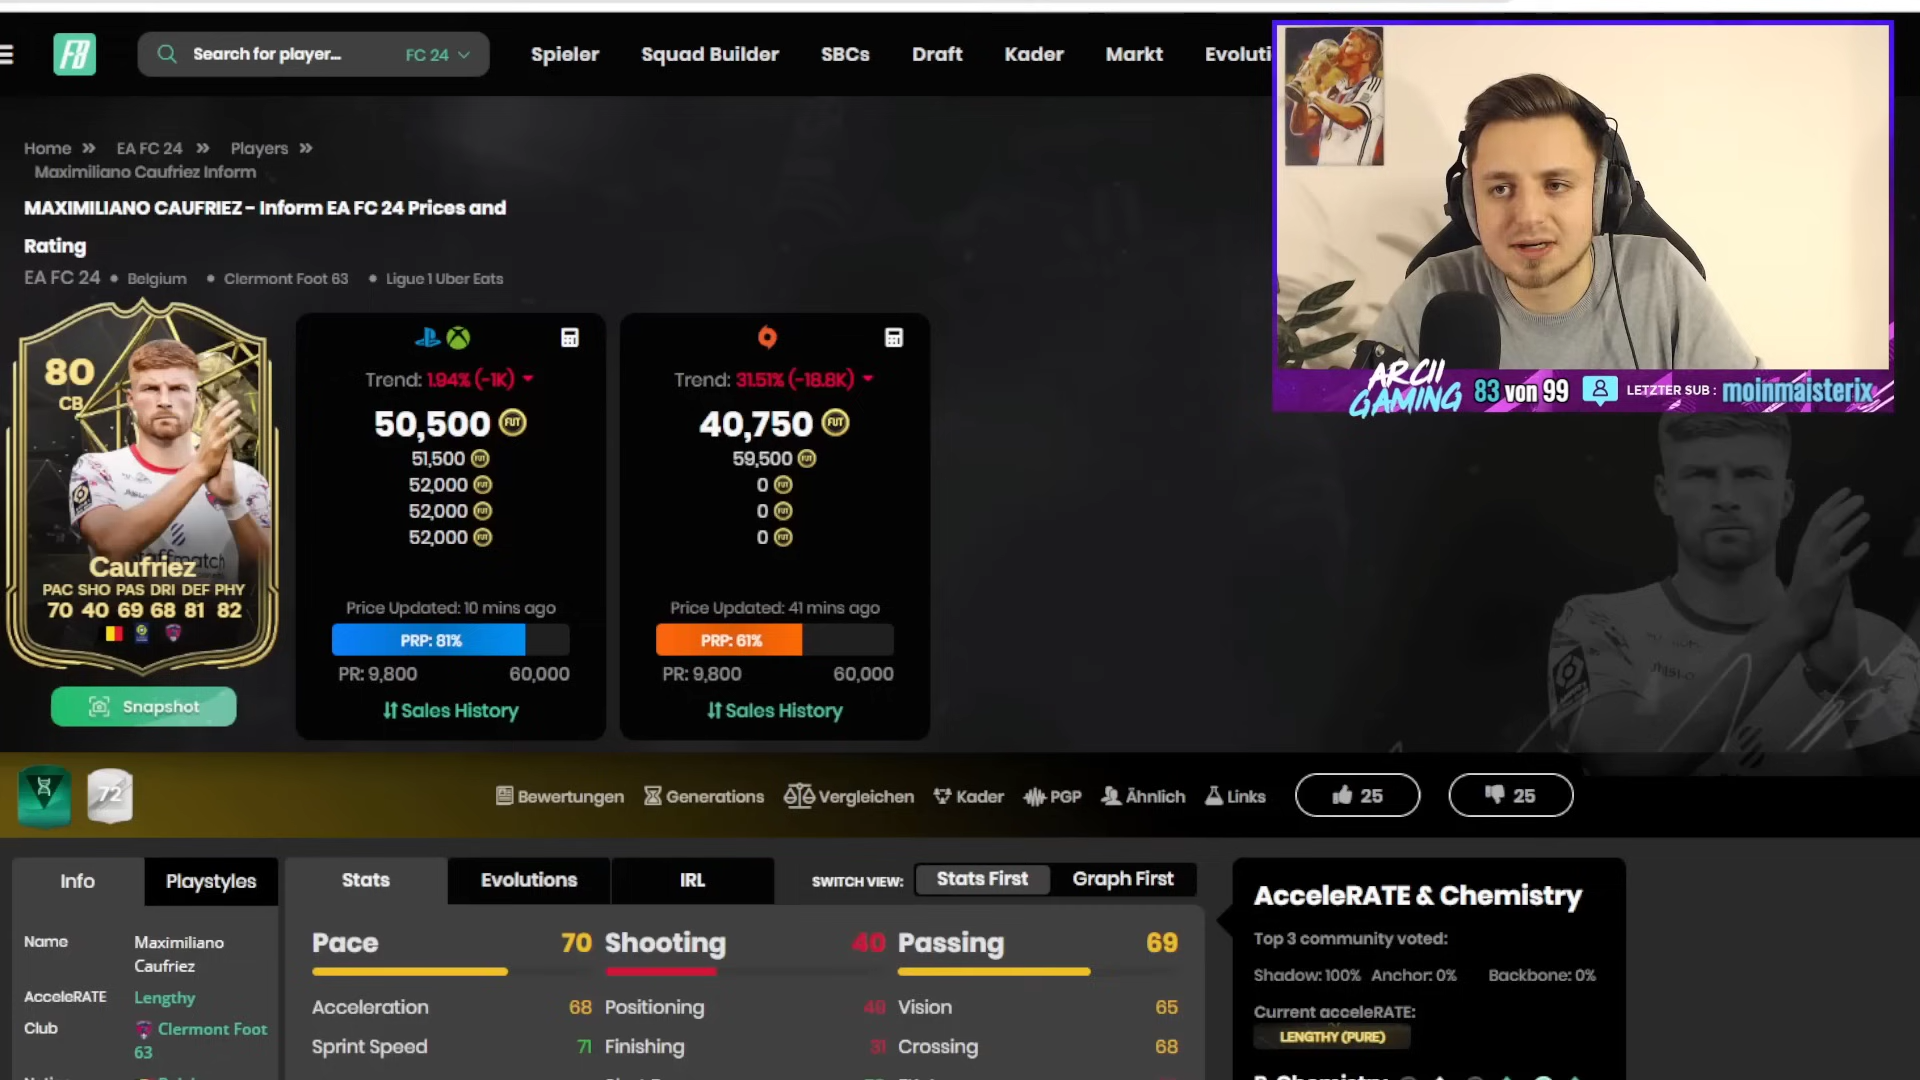 Search for player... FC 24
Spieler Squad Builder SBCs Draft Kader Markt Evoluti
Home » EA FC 24 » Players »
Maximiliano Caufriez Inform
MAXIMILIANO CAUFRIEZ - Inform EA FC 24 Prices and
Rating
EA FC 24 • Belgium • Clermont Foot 63 • Ligue 1 Uber Eats
80
CB
Caufriez
PAC SHO PAS DRI DEF PHY
70 40 69 68 81 82
Snapshot
Trend: 1.94% (-1K)
50,500
51,500
52,000
52,000
52,000
Price Updated: 10 mins ago
PRP: 81%
PR: 9,800 60,000
Sales History
Trend: 31.51% (-18.8K)
40,750
59,500
0
0
0
Price Updated: 41 mins ago
PRP: 61%
PR: 9,800 60,000
Sales History
ARCII
GAMING
83 von 99
LETZTER SUB : moinmaisterix
72
Bewertungen Generations Vergleichen Kader PGP Ähnlich Links 25 25
Info Playstyles
Name Maximiliano
Caufriez
AcceleRATE Lengthy
Club Clermont Foot
63
Stats Evolutions IRL SWITCH VIEW: Stats First Graph First
Pace 70 Shooting 40 Passing 69
Acceleration 68 Positioning 49 Vision 65
Sprint Speed 71 Finishing 31 Crossing 68
AcceleRATE & Chemistry
Top 3 community voted:
Shadow: 100% Anchor: 0% Backbone: 0%
Current acceleRATE:
LENGTHY (PURE)